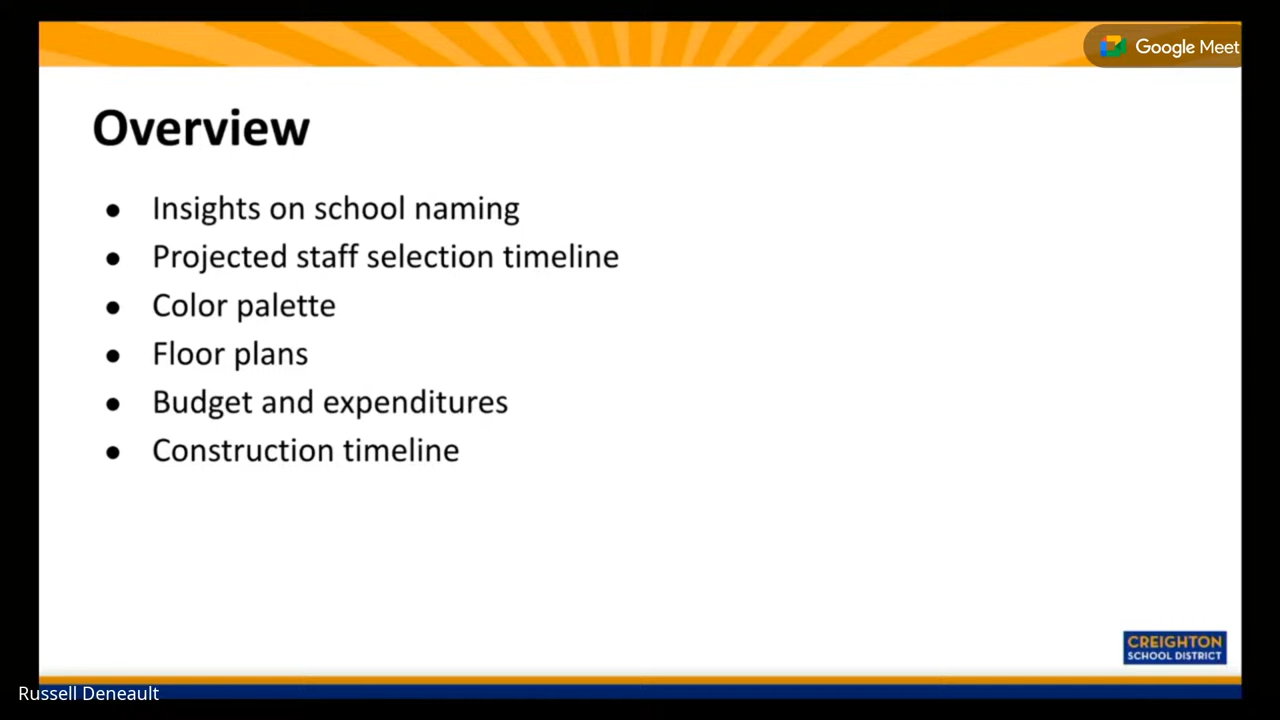 Google Meet
Overview
● Insights on school naming
● Projected staff selection timeline
● Color palette
● Floor plans
● Budget and expenditures
● Construction timeline
CREIGHTON
SCHOOL DISTRICT
Russell Deneault